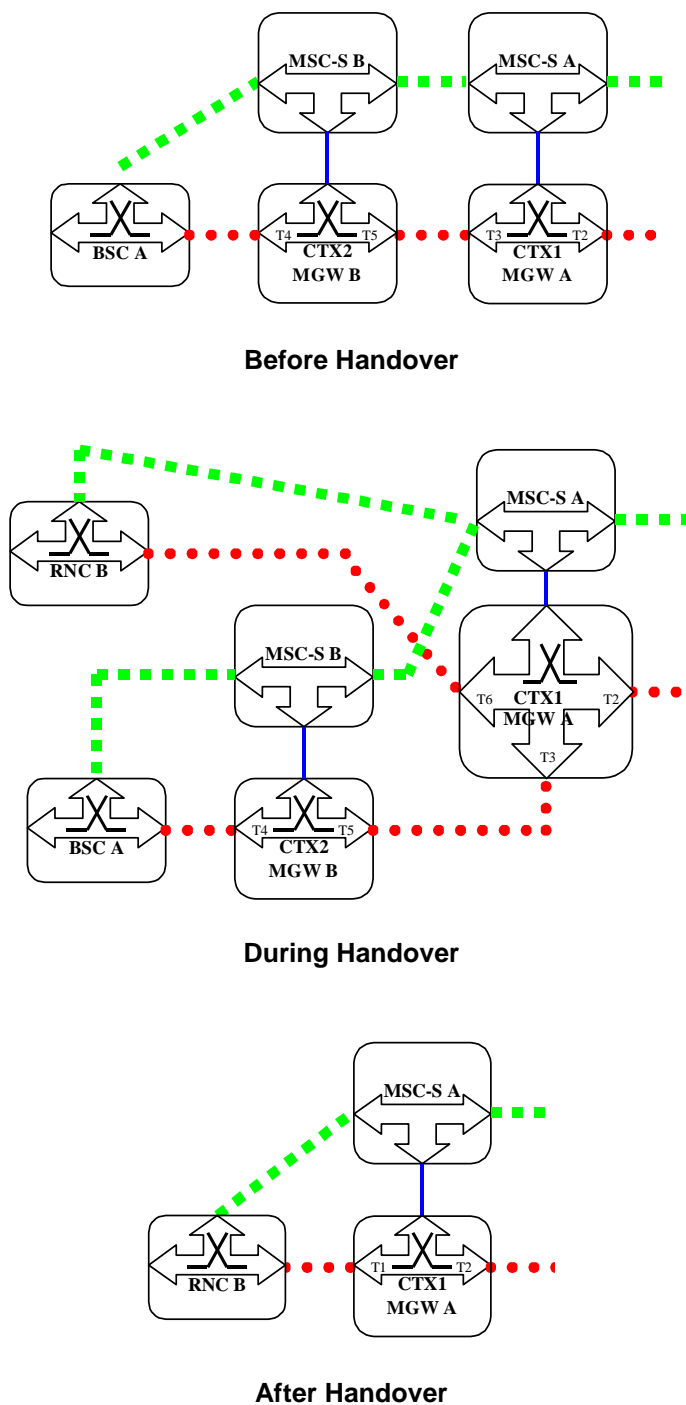 MSC-S B
MSC-S A
T4
T5
T3
T2
BSC A
CTX2
CTX1
MGW B
MGW A
Before Handover
MSC-S A
RNC B
MSC-S B
T6
CTX1
T2
MGW A
T3
T4
T5
BSC A
CTX2
MGW B
During Handover
MSC-S A
T1
T2
RNC B
CTX1
MGW A
After Handover